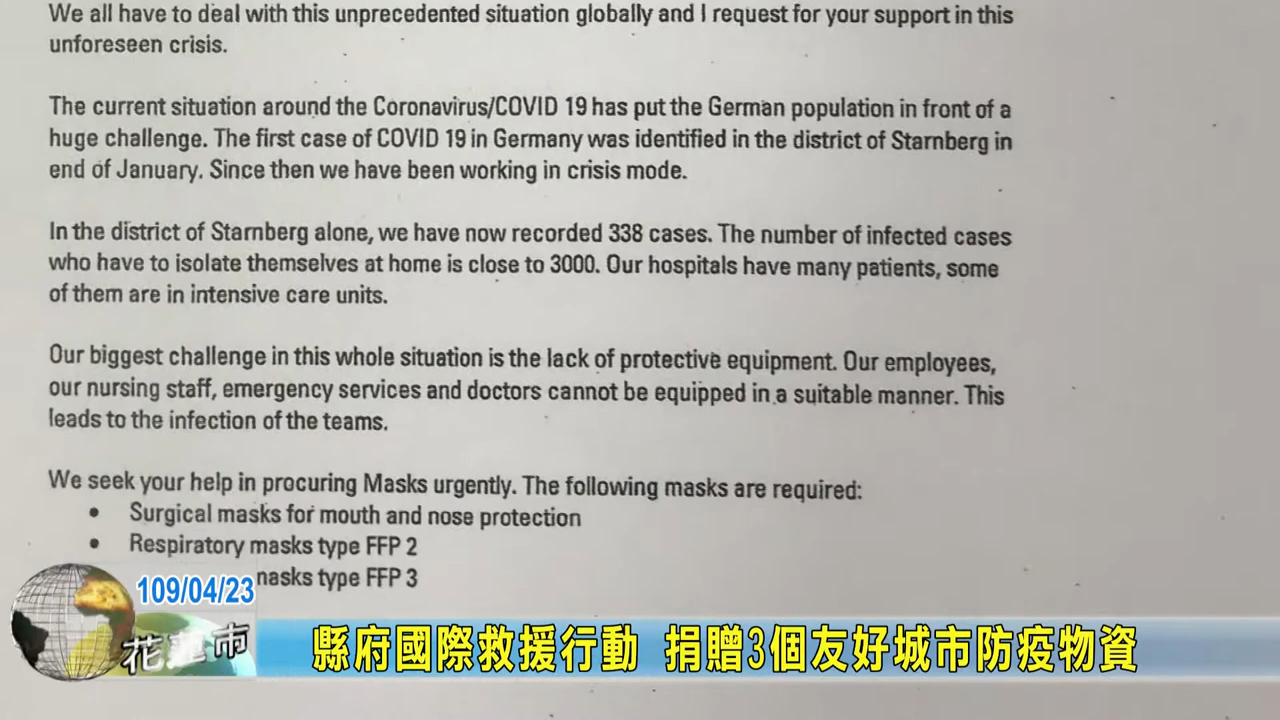 We all have to deal with this unprecedented situation globally and I request for your support in this
unforeseen crisis.
The current situation around the Coronavirus/COVID 19 has put the German population in front of a
huge challenge. The first case of COVID 19 in Germany was identified in the district of Starnberg in
end of January. Since then we have been working in crisis mode.
In the district of Starnberg alone, we have now recorded 338 cases. The number of infected cases
who have to isolate themselves at home is close to 3000. Our hospitals have many patients, some
of them are in intensive care units.
Our biggest challenge in this whole situation is the lack of protective equipment. Our employees,
our nursing staff, emergency services and doctors cannot be equipped in a suitable manner. This
leads to the infection of the teams.
We seek your help in procuring Masks urgently. The following masks are required:
• Surgical masks for mouth and nose protection
• Respiratory masks type FFP 2
masks type FFP 3
109/04/23
花蓮市
縣府國際救援行動 捐贈3個友好城市防疫物資